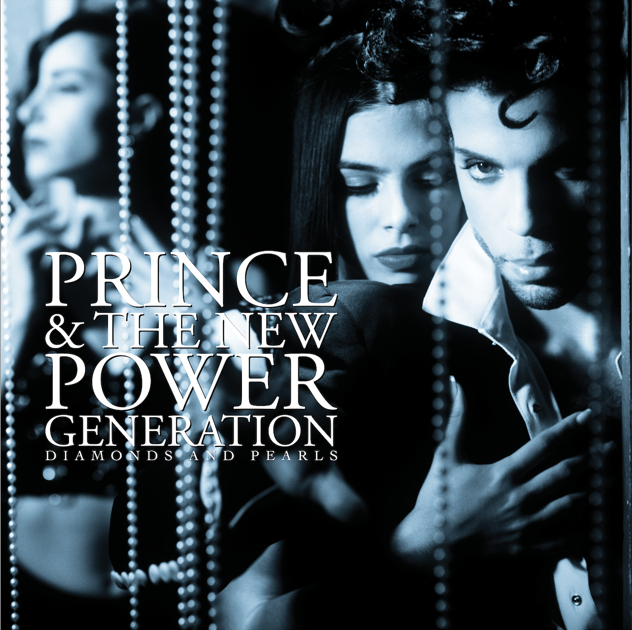 PRINCE
& THE NEW
POWER
GENERATION
DIAMONDS AND PEARLS